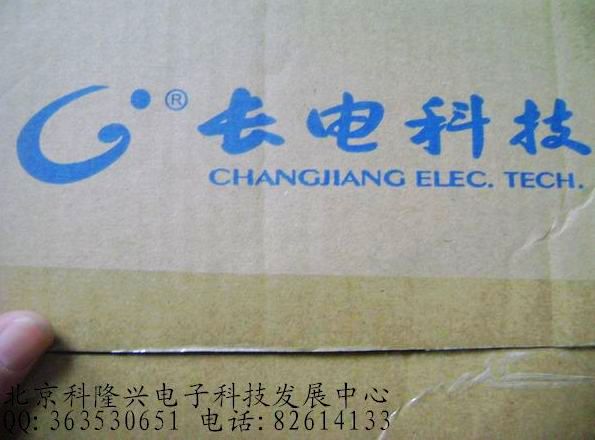 ® 长电科技
CHANGJIANG ELEC. TECH.
北京科隆兴电子科技发展中心
QQ: 363530651 电话: 82614133